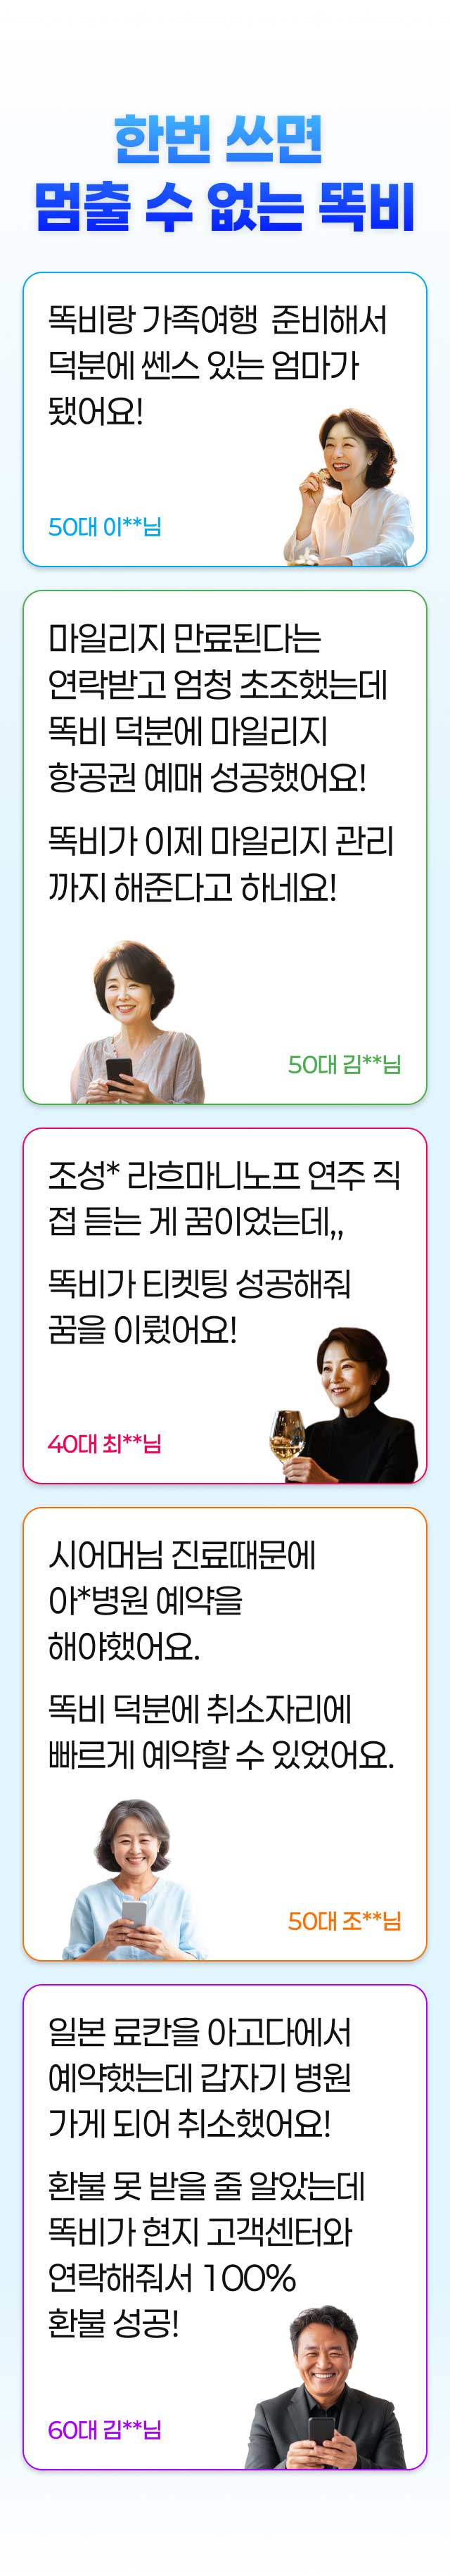 한번 쓰면
멈출 수 없는 똑비
똑비랑 가족여행 준비해서
덕분에 쎈스 있는 엄마가
됐어요!
50대 이**님
마일리지 만료된다는
연락받고 엄청 초조했는데
똑비 덕분에 마일리지
항공권 예매 성공했어요!
똑비가 이제 마일리지 관리
까지 해준다고 하네요!
50대 김**님
조성* 라흐마니노프 연주 직
접 듣는 게 꿈이었는데,,
똑비가 티켓팅 성공해줘
꿈을 이뤘어요!
40대 최**님
시어머님 진료때문에
아*병원 예약을
해야했어요.
똑비 덕분에 취소자리에
빠르게 예약할 수 있었어요.
50대 조**님
일본 료칸을 아고다에서
예약했는데 갑자기 병원
가게 되어 취소했어요!
환불 못 받을 줄 알았는데
똑비가 현지 고객센터와
연락해줘서 100%
환불 성공!
60대 김**님